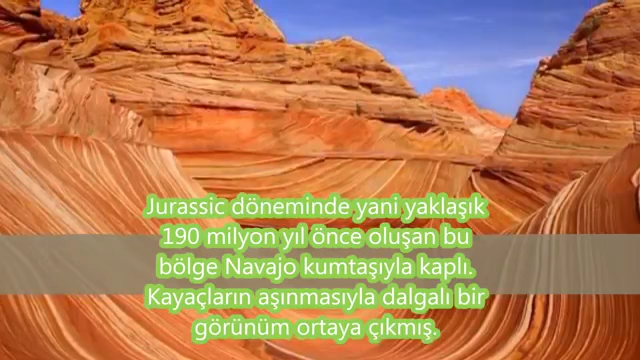 Jurassic döneminde yani yaklaşık
190 milyon yıl önce oluşan bu
bölge Navajo kumtaşıyla kaplı.
Kayaçların aşınmasıyla dalgalı bir
görünüm ortaya çıkmış.